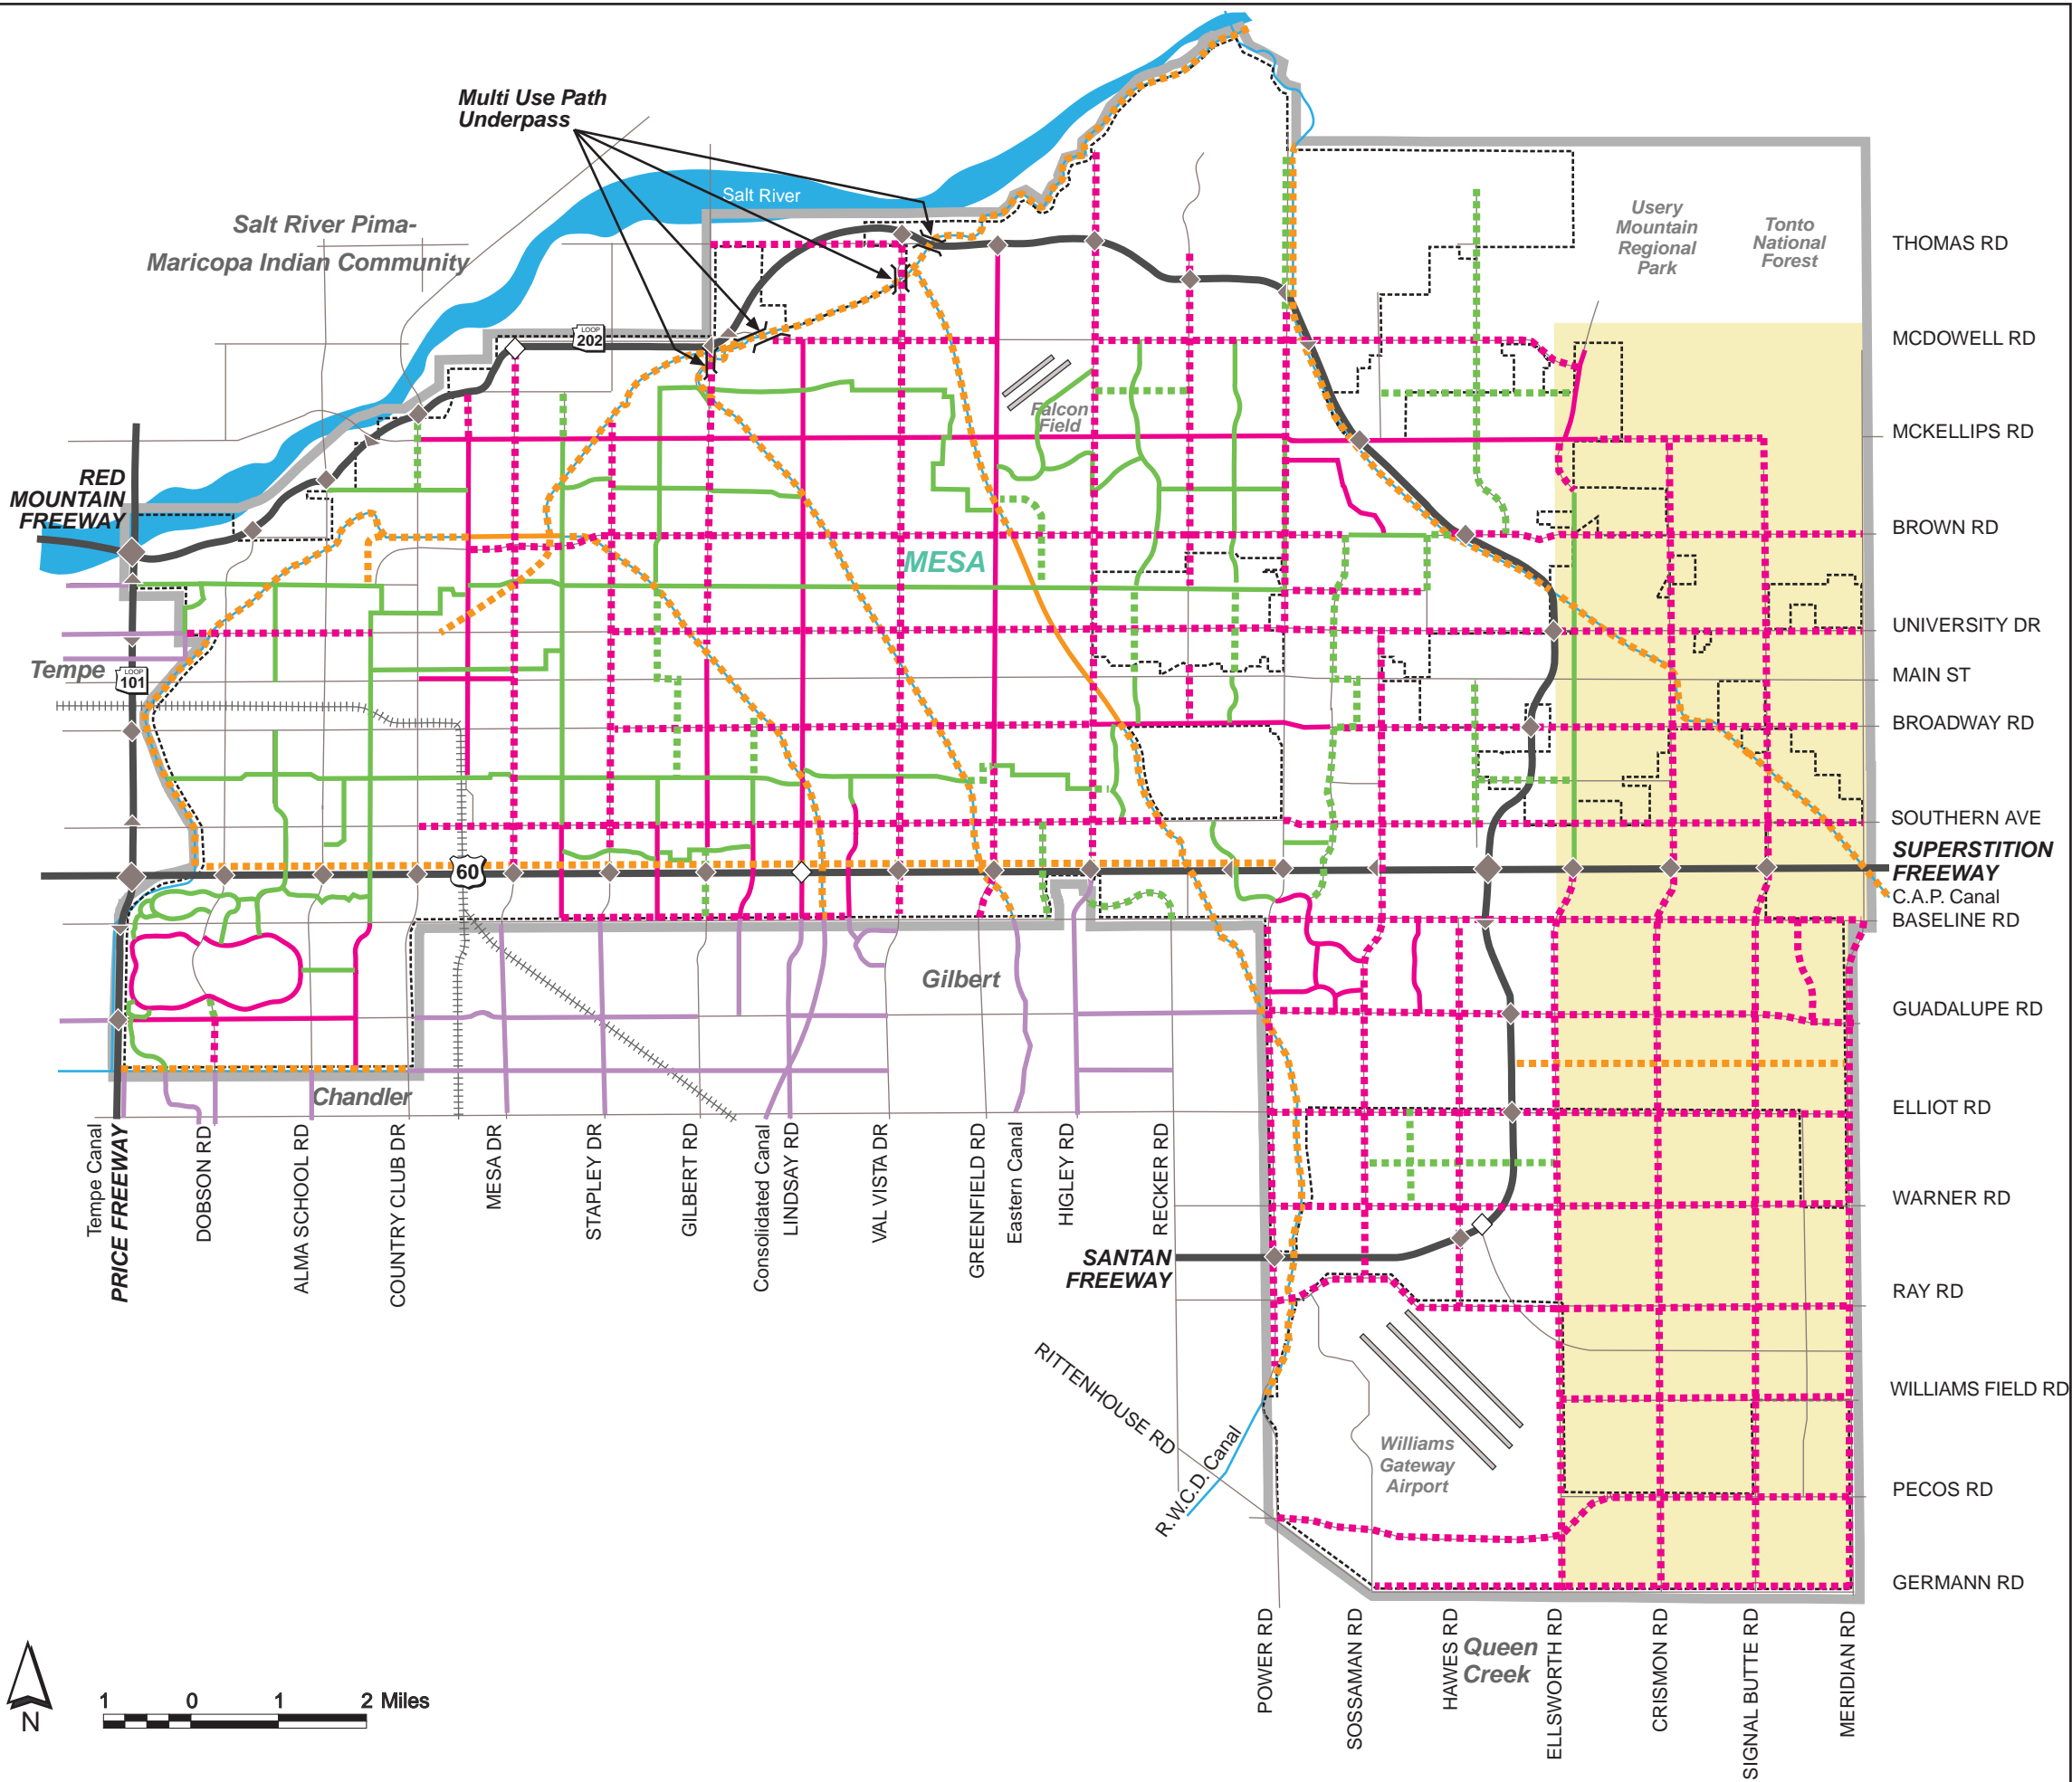 Multi Use Path
Underpass
Salt River
Salt River Pima-
Maricopa Indian Community
Usery
Mountain
Regional
Park
Tonto
National
Forest
THOMAS RD
LOOP
202
MCDOWELL RD
Falcon
Field
MCKELLIPS RD
RED
MOUNTAIN
FREEWAY
BROWN RD
MESA
UNIVERSITY DR
Tempe
LOOP
101
MAIN ST
BROADWAY RD
SOUTHERN AVE
60
SUPERSTITION
FREEWAY
C.A.P. Canal
BASELINE RD
Gilbert
GUADALUPE RD
Chandler
ELLIOT RD
Tempe Canal
PRICE FREEWAY
DOBSON RD
ALMA SCHOOL RD
COUNTRY CLUB DR
MESA DR
STAPLEY DR
GILBERT RD
Consolidated Canal
LINDSAY RD
VAL VISTA DR
GREENFIELD RD
Eastern Canal
HIGLEY RD
RECKER RD
WARNER RD
SANTAN
FREEWAY
RAY RD
RITTENHOUSE RD
WILLIAMS FIELD RD
R.W.C.D. Canal
Williams
Gateway
Airport
PECOS RD
GERMANN RD
POWER RD
SOSSAMAN RD
HAWES RD
Queen
Creek
ELLSWORTH RD
CRISMON RD
SIGNAL BUTTE RD
MERIDIAN RD
N
1 0 1 2 Miles